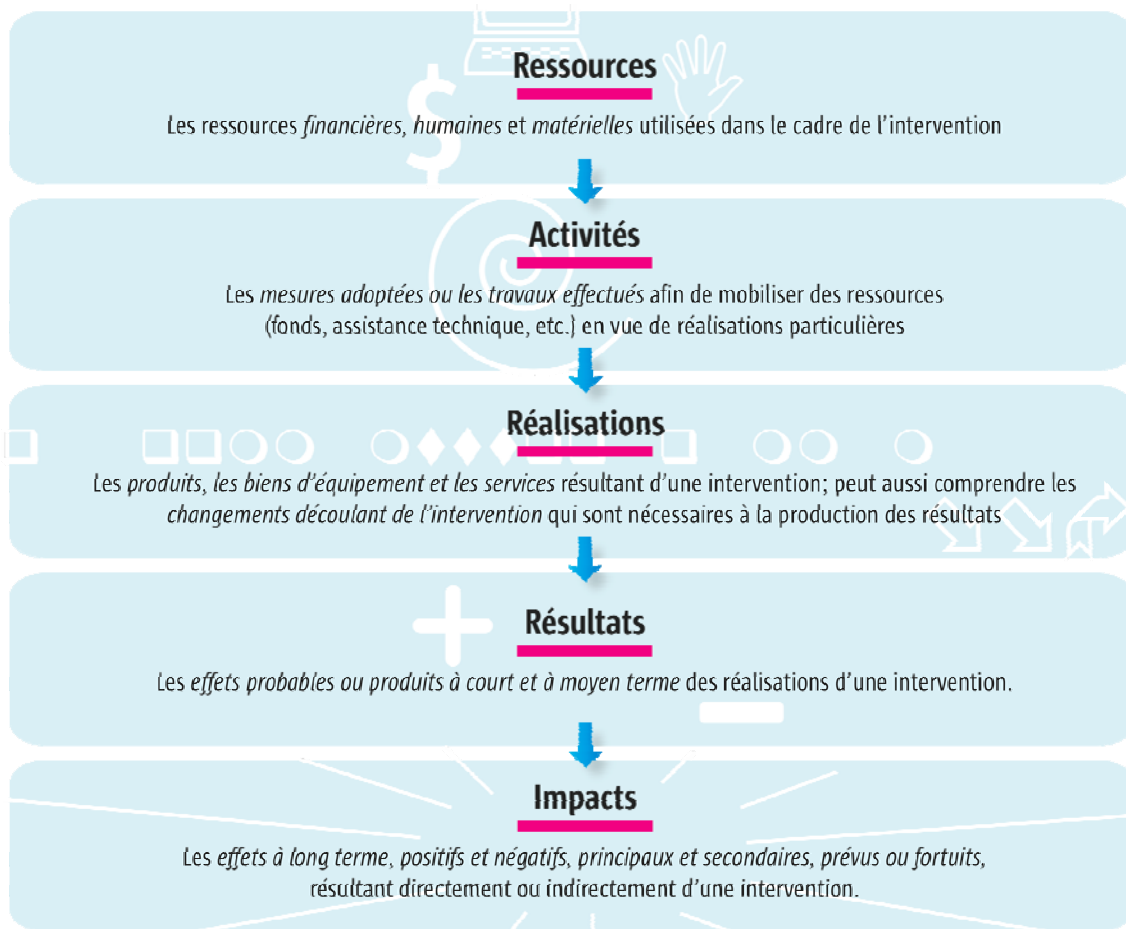 Ressources
Les ressources financières, humaines et matérielles utilisées dans le cadre de l'intervention
Activités
Les mesures adoptées ou les travaux effectués afin de mobiliser des ressources
(fonds, assistance technique, etc.) en vue de réalisations particulières
Réalisations
Les produits, les biens d'équipement et les services résultant d'une intervention; peut aussi comprendre les
changements découlant de l'intervention qui sont nécessaires à la production des résultats
Résultats
Les effets probables ou produits à court et à moyen terme des réalisations d'une intervention.
Impacts
Les effets à long terme, positifs et négatifs, principaux et secondaires, prévus ou fortuits,
résultant directement ou indirectement d'une intervention.